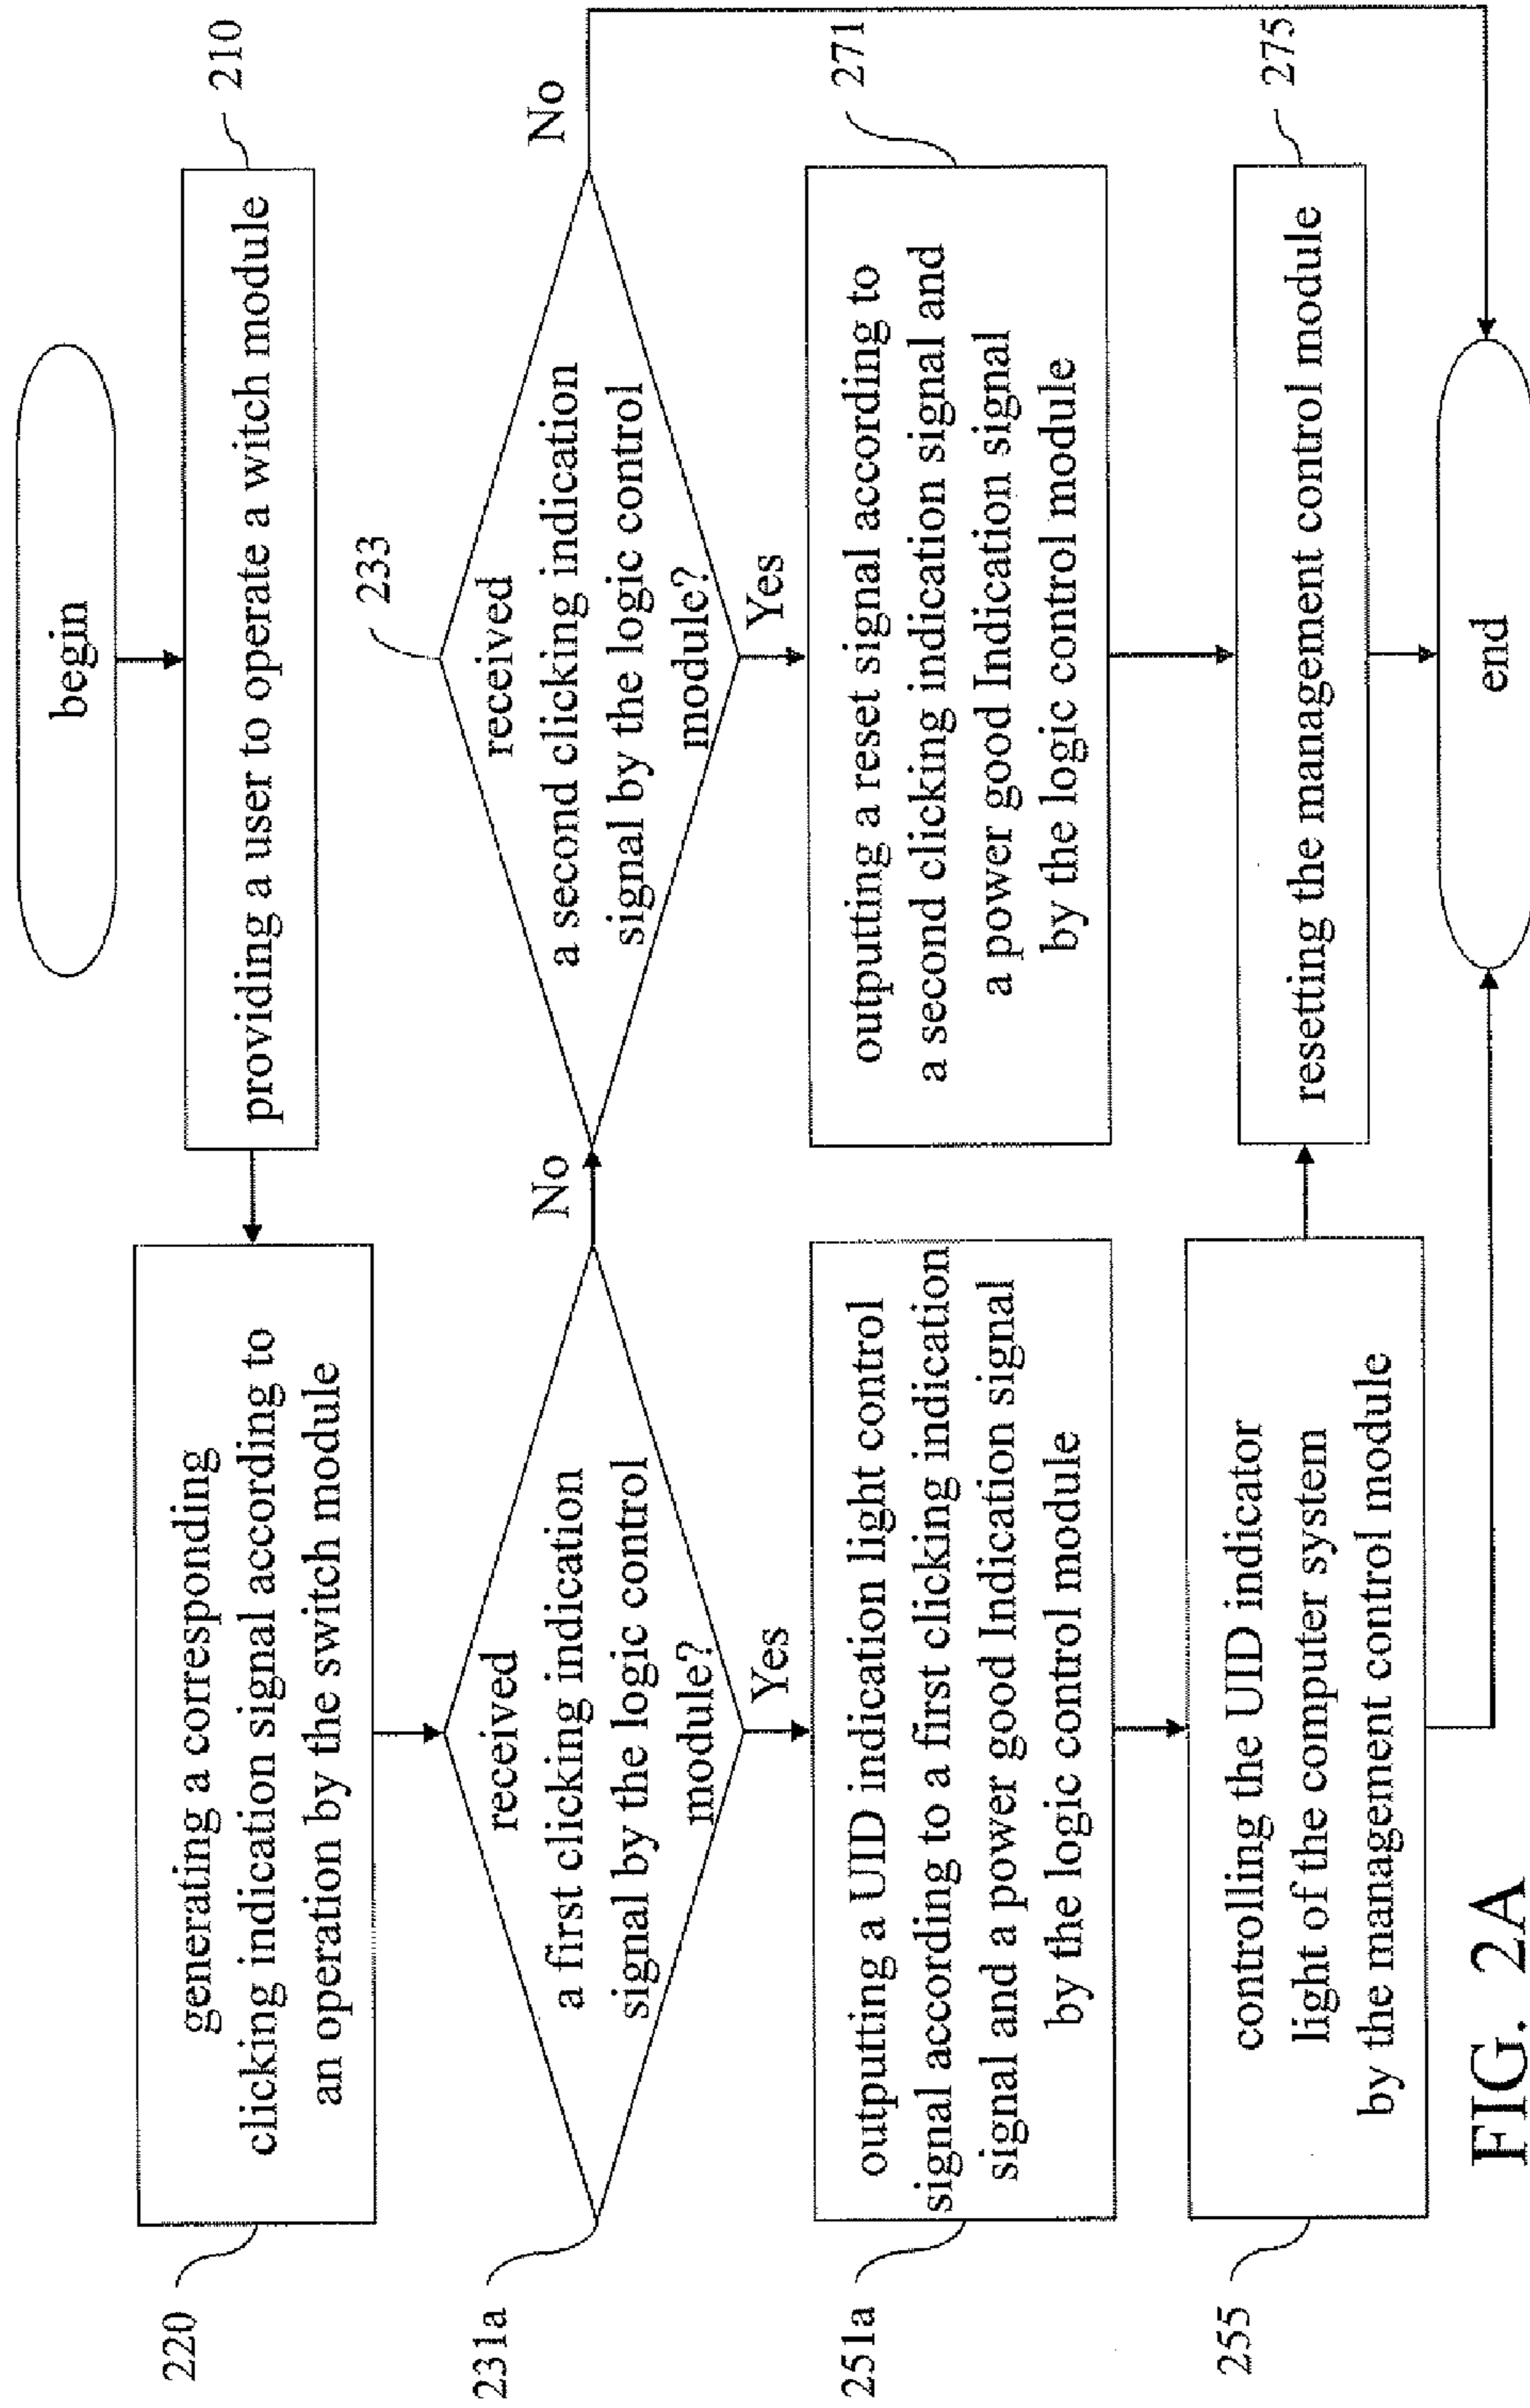 begin
210
providing a user to operate a witch module
220
generating a corresponding
clicking indication signal according to
an operation by the switch module
231a
received
a first clicking indication
signal by the logic control
module?
No
Yes
233
received
a second clicking indication
signal by the logic control
module?
No
Yes
251a
outputting a UID indication light control
signal according to a first clicking indication
signal and a power good Indication signal
by the logic control module
271
outputting a reset signal according to
a second clicking indication signal and
a power good Indication signal
by the logic control module
255
controlling the UID indicator
light of the computer system
by the management control module
275
resetting the management control module
end
FIG. 2A